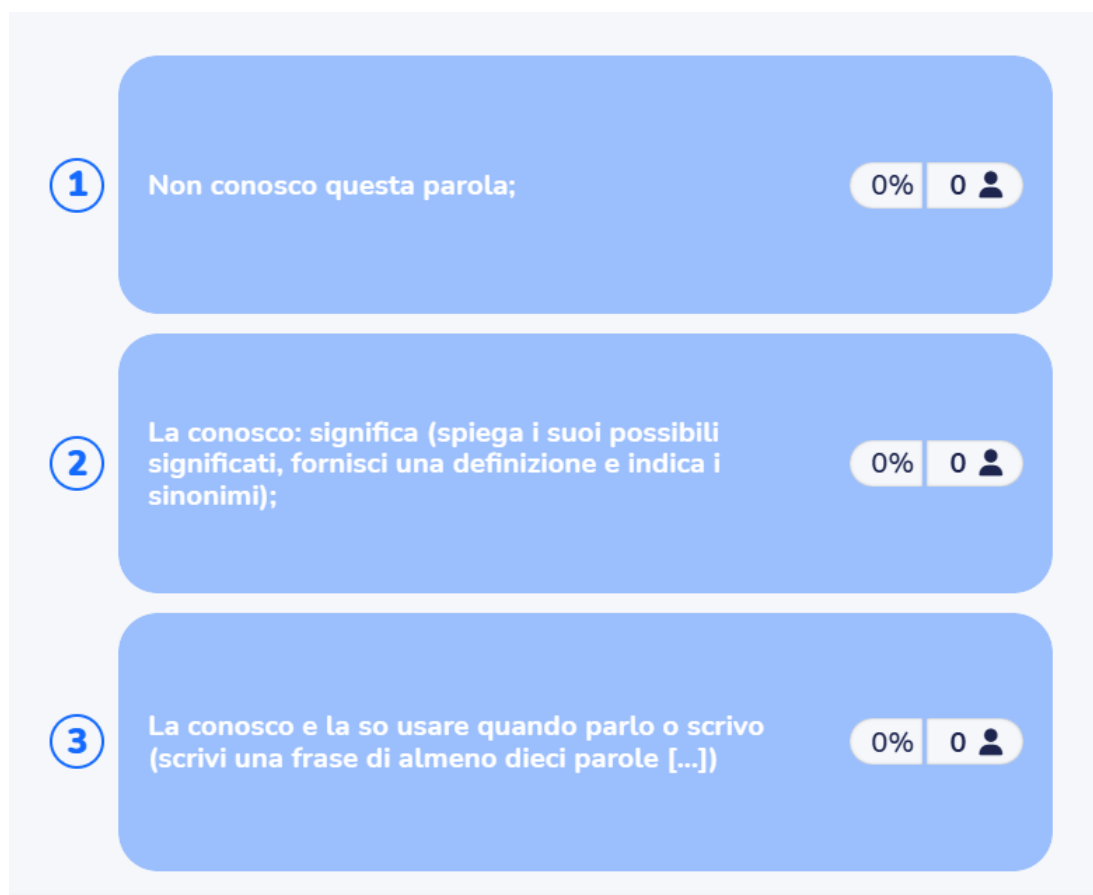 1
Non conosco questa parola;
0% 0
2
La conosco: significa (spiega i suoi possibili
significati, fornisci una definizione e indica i
sinonimi);
0% 0
3
La conosco e la so usare quando parlo o scrivo
(scrivi una frase di almeno dieci parole [...])
0% 0